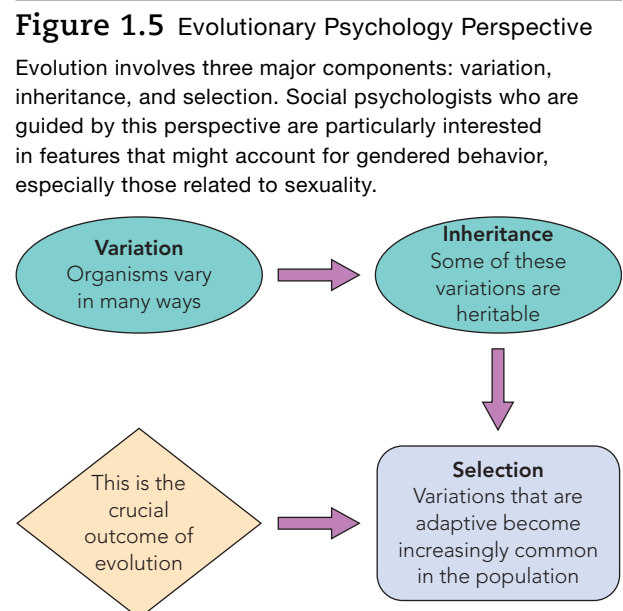 Figure 1.5 Evolutionary Psychology Perspective
Evolution involves three major components: variation,
inheritance, and selection. Social psychologists who are
guided by this perspective are particularly interested
in features that might account for gendered behavior,
especially those related to sexuality.
Variation
Organisms vary
in many ways
Inheritance
Some of these
variations are
heritable
This is the
crucial
outcome of
evolution
Selection
Variations that are
adaptive become
increasingly common
in the population